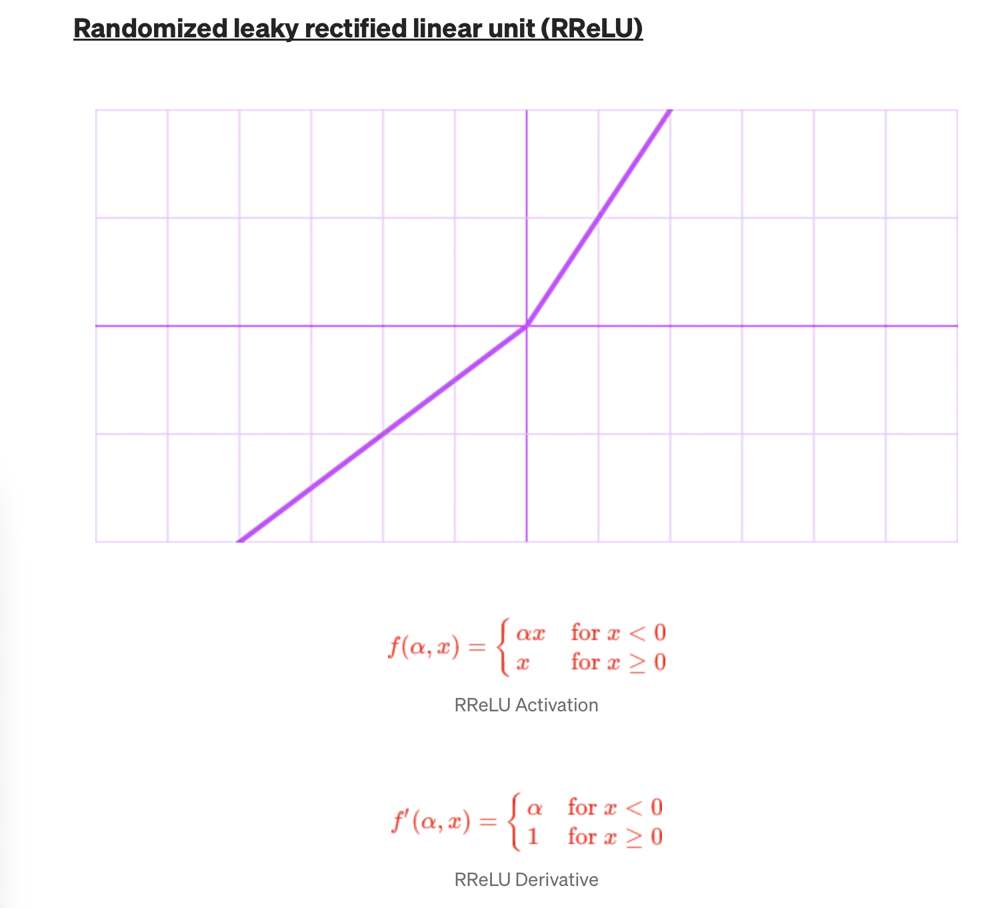 Randomized leaky rectified linear unit (RReLU)
f(α, x) = { αx for x < 0
x for x ≥ 0
RReLU Activation
f′(α, x) = { α for x < 0
1 for x ≥ 0
RReLU Derivative